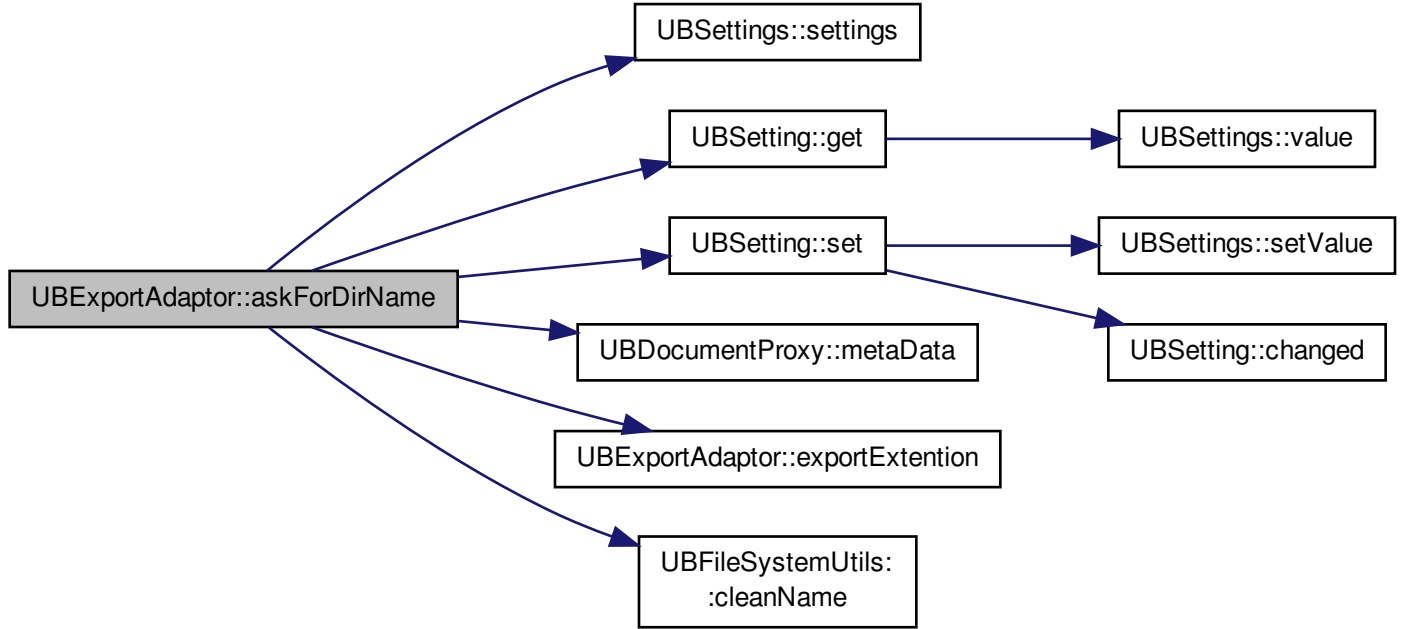 UBSettings::settings
UBSetting::get
UBSettings::value
UBSetting::set
UBSettings::setValue
UBExportAdaptor::askForDirName
UBDocumentProxy::metaData
UBSetting::changed
UBExportAdaptor::exportExtention
UBFileSystemUtils:
:cleanName